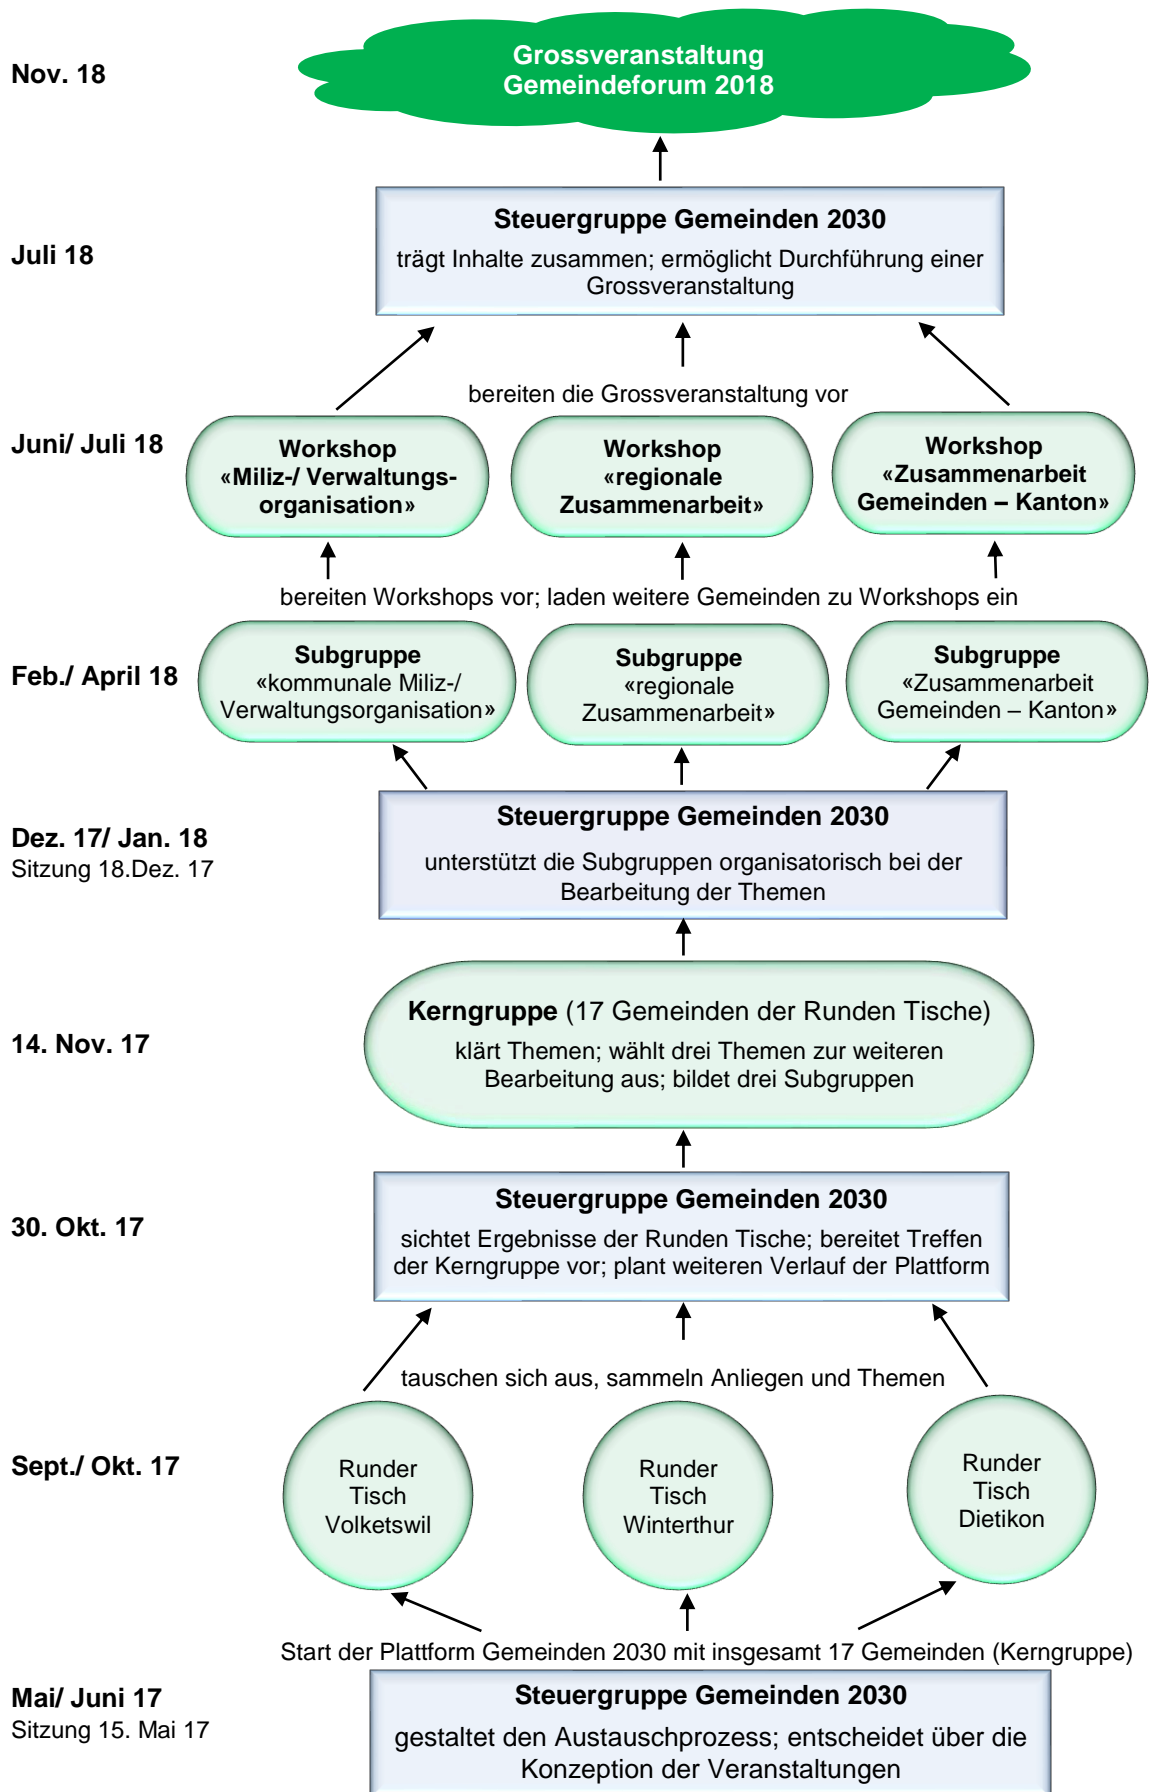 Nov. 18
Grossveranstaltung
Gemeindeforum 2018
Juli 18
Steuergruppe Gemeinden 2030
trägt Inhalte zusammen; ermöglicht Durchführung einer
Grossveranstaltung
bereiten die Grossveranstaltung vor
Juni/ Juli 18
Workshop
«Miliz-/ Verwaltungs-
organisation»
Workshop
«regionale
Zusammenarbeit»
Workshop
«Zusammenarbeit
Gemeinden – Kanton»
bereiten Workshops vor; laden weitere Gemeinden zu Workshops ein
Feb./ April 18
Subgruppe
«kommunale Miliz-/
Verwaltungsorganisation»
Subgruppe
«regionale
Zusammenarbeit»
Subgruppe
«Zusammenarbeit
Gemeinden – Kanton»
Dez. 17/ Jan. 18
Sitzung 18.Dez. 17
Steuergruppe Gemeinden 2030
unterstützt die Subgruppen organisatorisch bei der
Bearbeitung der Themen
14. Nov. 17
Kerngruppe (17 Gemeinden der Runden Tische)
klärt Themen; wählt drei Themen zur weiteren
Bearbeitung aus; bildet drei Subgruppen
30. Okt. 17
Steuergruppe Gemeinden 2030
sichtet Ergebnisse der Runden Tische; bereitet Treffen
der Kerngruppe vor; plant weiteren Verlauf der Plattform
tauschen sich aus, sammeln Anliegen und Themen
Sept./ Okt. 17
Runder
Tisch
Volketswil
Runder
Tisch
Winterthur
Runder
Tisch
Dietikon
Start der Plattform Gemeinden 2030 mit insgesamt 17 Gemeinden (Kerngruppe)
Mai/ Juni 17
Sitzung 15. Mai 17
Steuergruppe Gemeinden 2030
gestaltet den Austauschprozess; entscheidet über die
Konzeption der Veranstaltungen